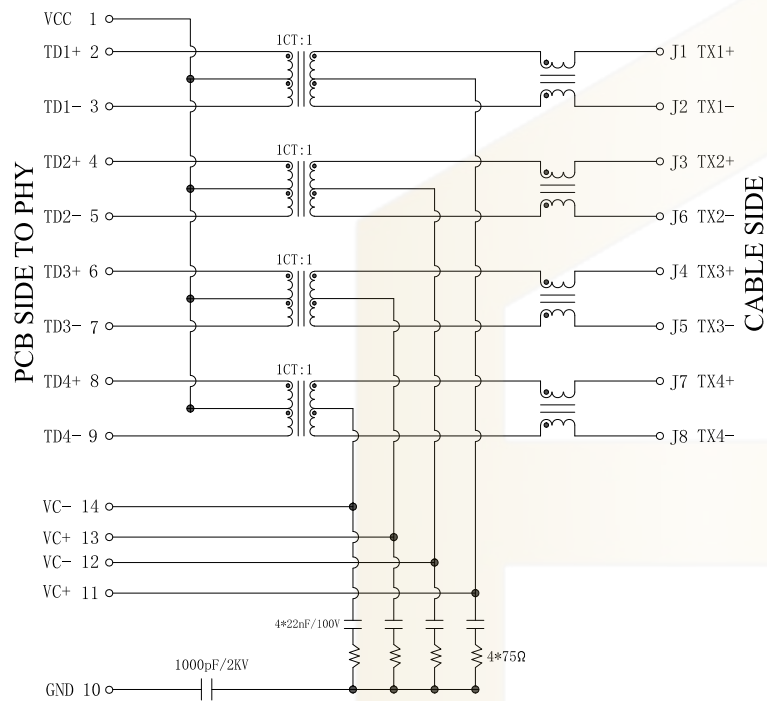 VCC 1
1CT:1
TD1+ 2
J1 TX1+
TD1- 3
J2 TX1-
1CT:1
TD2+ 4
J3 TX2+
TD2- 5
J6 TX2-
1CT:1
TD3+ 6
J4 TX3+
TD3- 7
J5 TX3-
1CT:1
TD4+ 8
J7 TX4+
TD4- 9
J8 TX4-
PCB SIDE TO PHY
CABLE SIDE
VC- 14
VC+ 13
VC- 12
VC+ 11
4*22nF/100V
4*75Ω
1000pF/2KV
GND 10